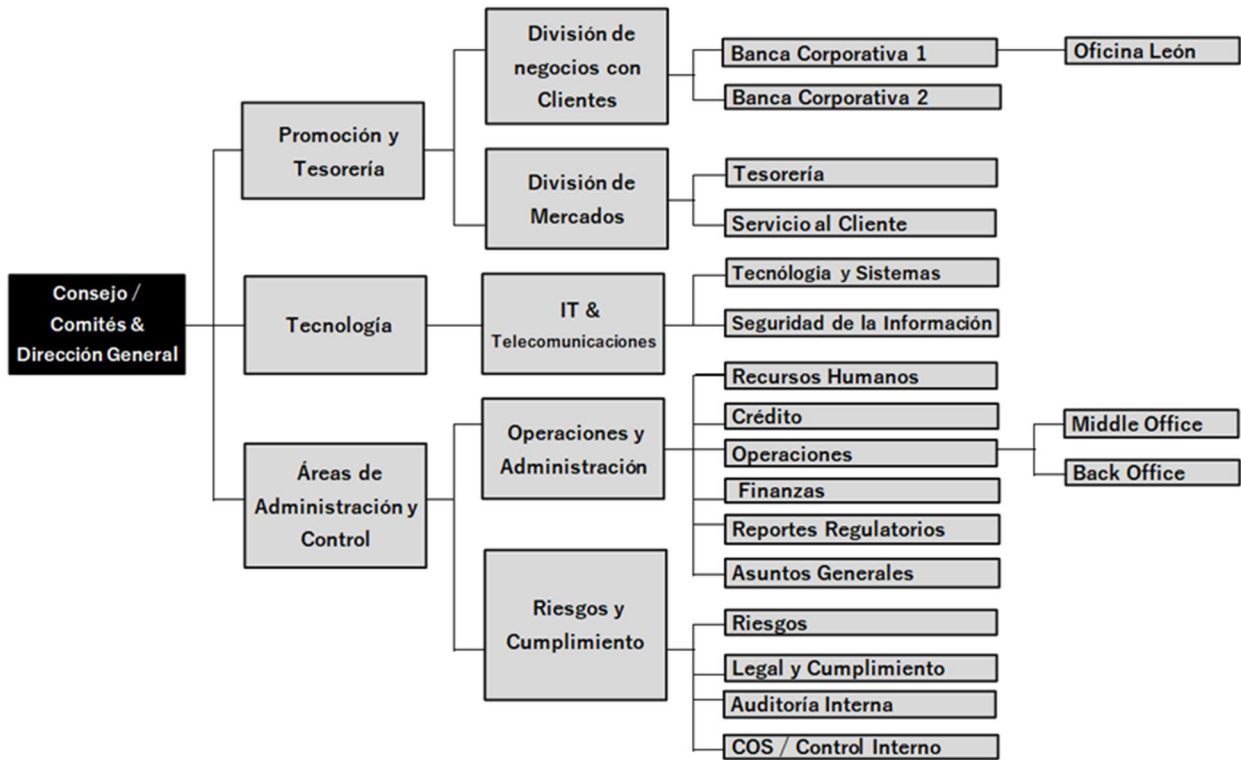 Consejo /
Comités &
Dirección General
Promoción y
Tesorería
Tecnología
Áreas de
Administración y
Control
División de
negocios con
Clientes
División de
Mercados
IT &
Telecomunicaciones
Operaciones y
Administración
Riesgos y
Cumplimiento
Banca Corporativa 1
Banca Corporativa 2
Tesorería
Servicio al Cliente
Tecnólogia y Sistemas
Seguridad de la Información
Recursos Humanos
Crédito
Operaciones
Finanzas
Reportes Regulatorios
Asuntos Generales
Riesgos
Legal y Cumplimiento
Auditoría Interna
COS / Control Interno
Oficina León
Middle Office
Back Office